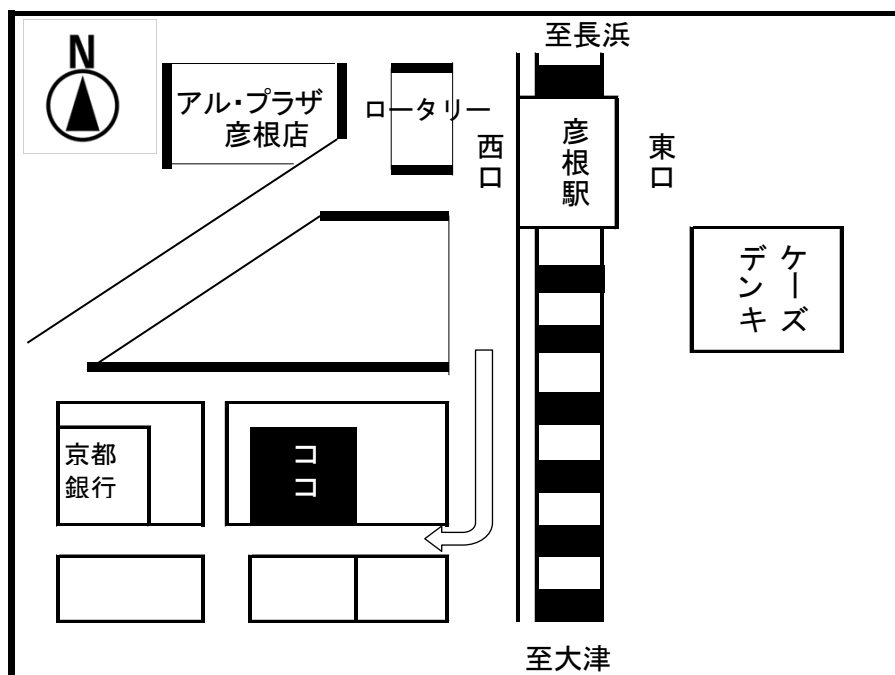 至長浜
N
アル・プラザ
彦根店
ロータリー
西口
彦根駅
東口
ケーズ
デンキ
京都
銀行
ココ
至大津